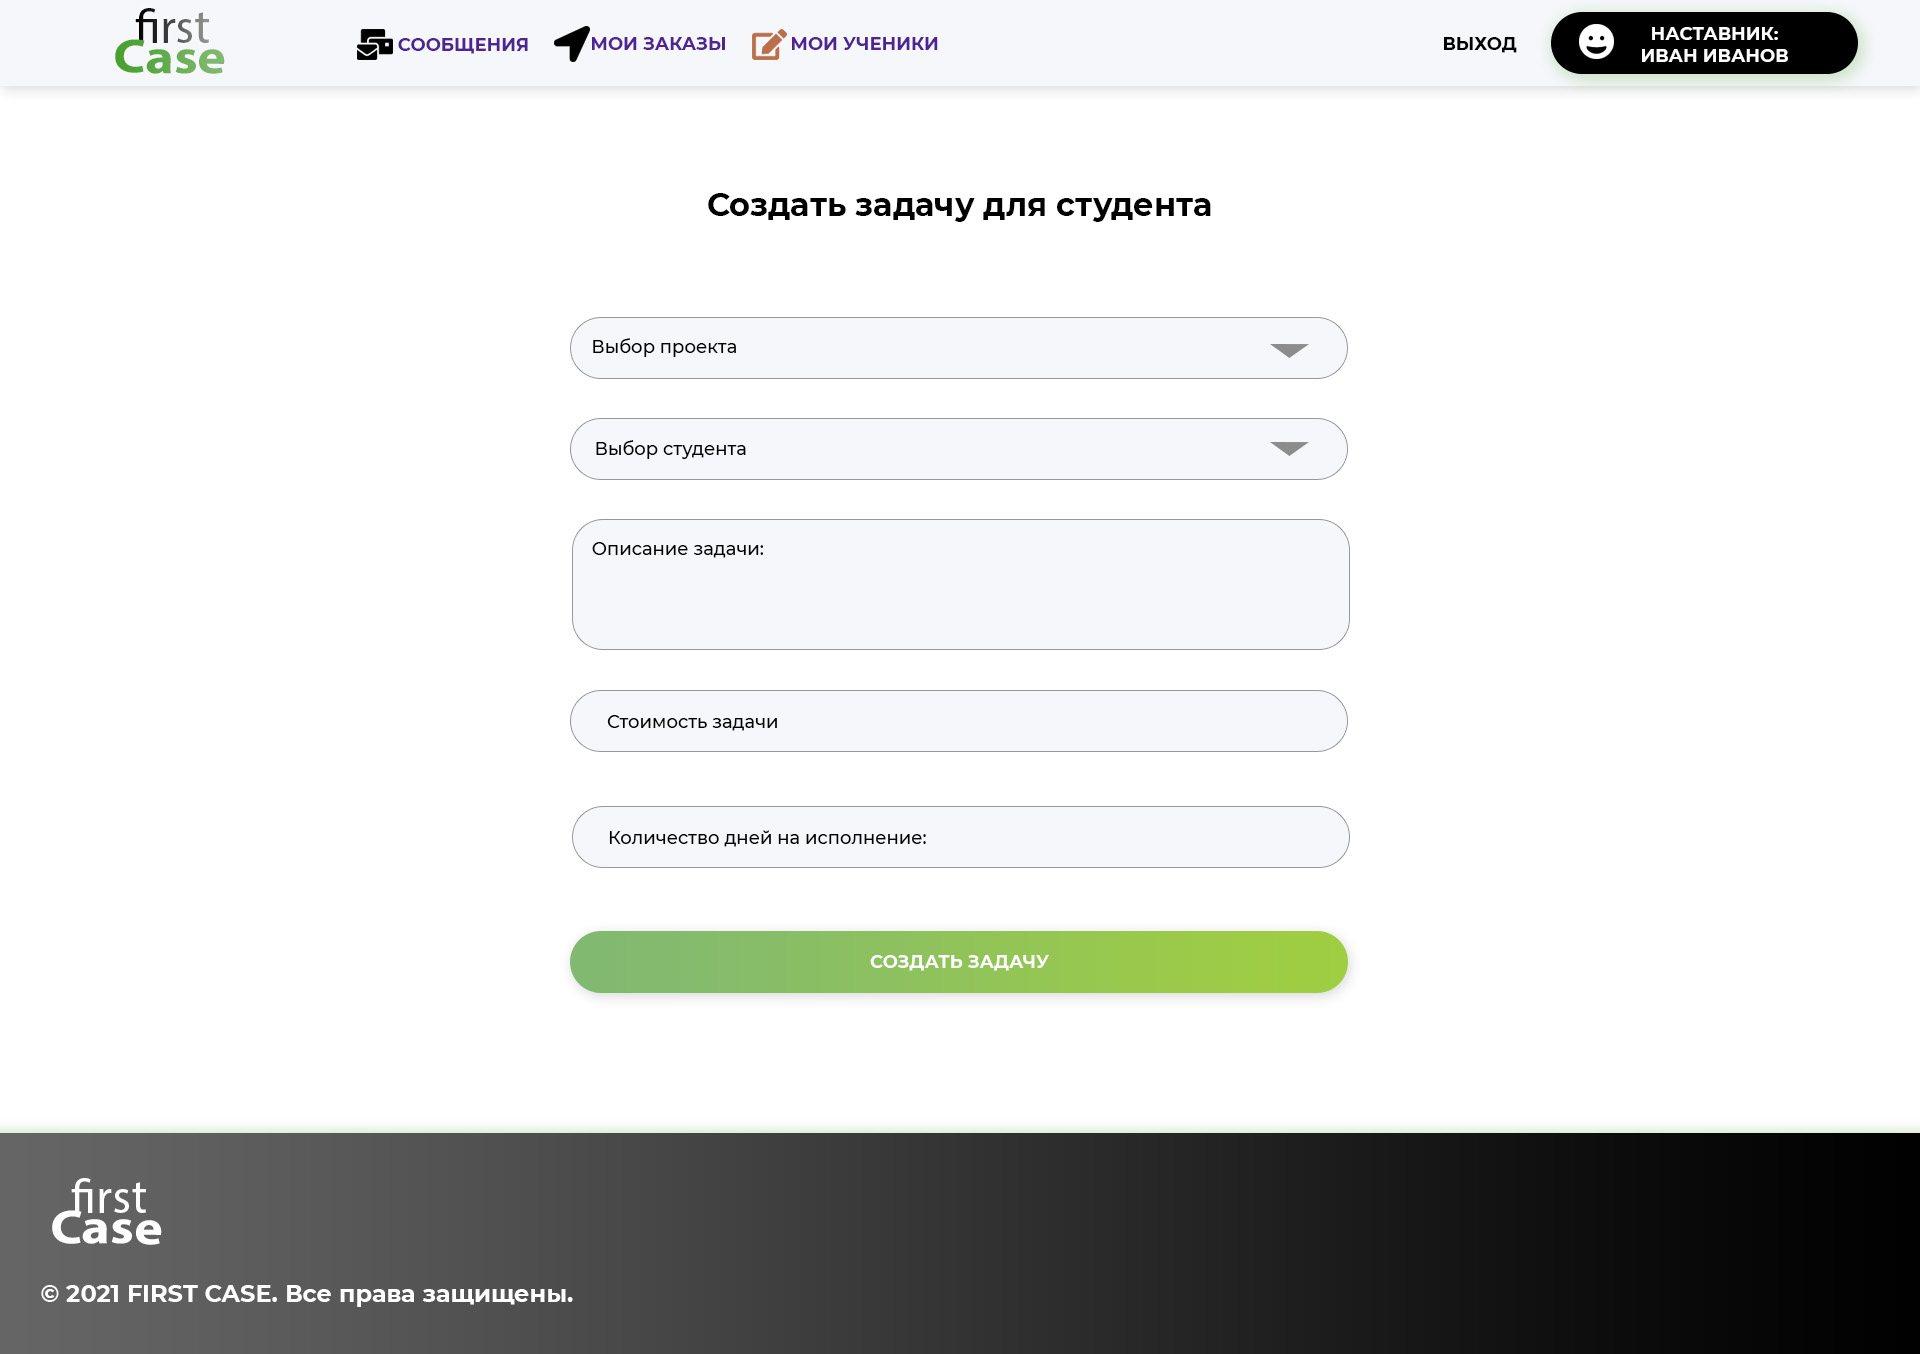 first
Case
СООБЩЕНИЯ
МОИ ЗАКАЗЫ
МОИ УЧЕНИКИ
ВЫХОД
НАСТАВНИК:
ИВАН ИВАНОВ
Создать задачу для студента
Выбор проекта
Выбор студента
Описание задачи:
Стоимость задачи
Количество дней на исполнение:
СОЗДАТЬ ЗАДАЧУ
first
Case
© 2021 FIRST CASE. Все права защищены.